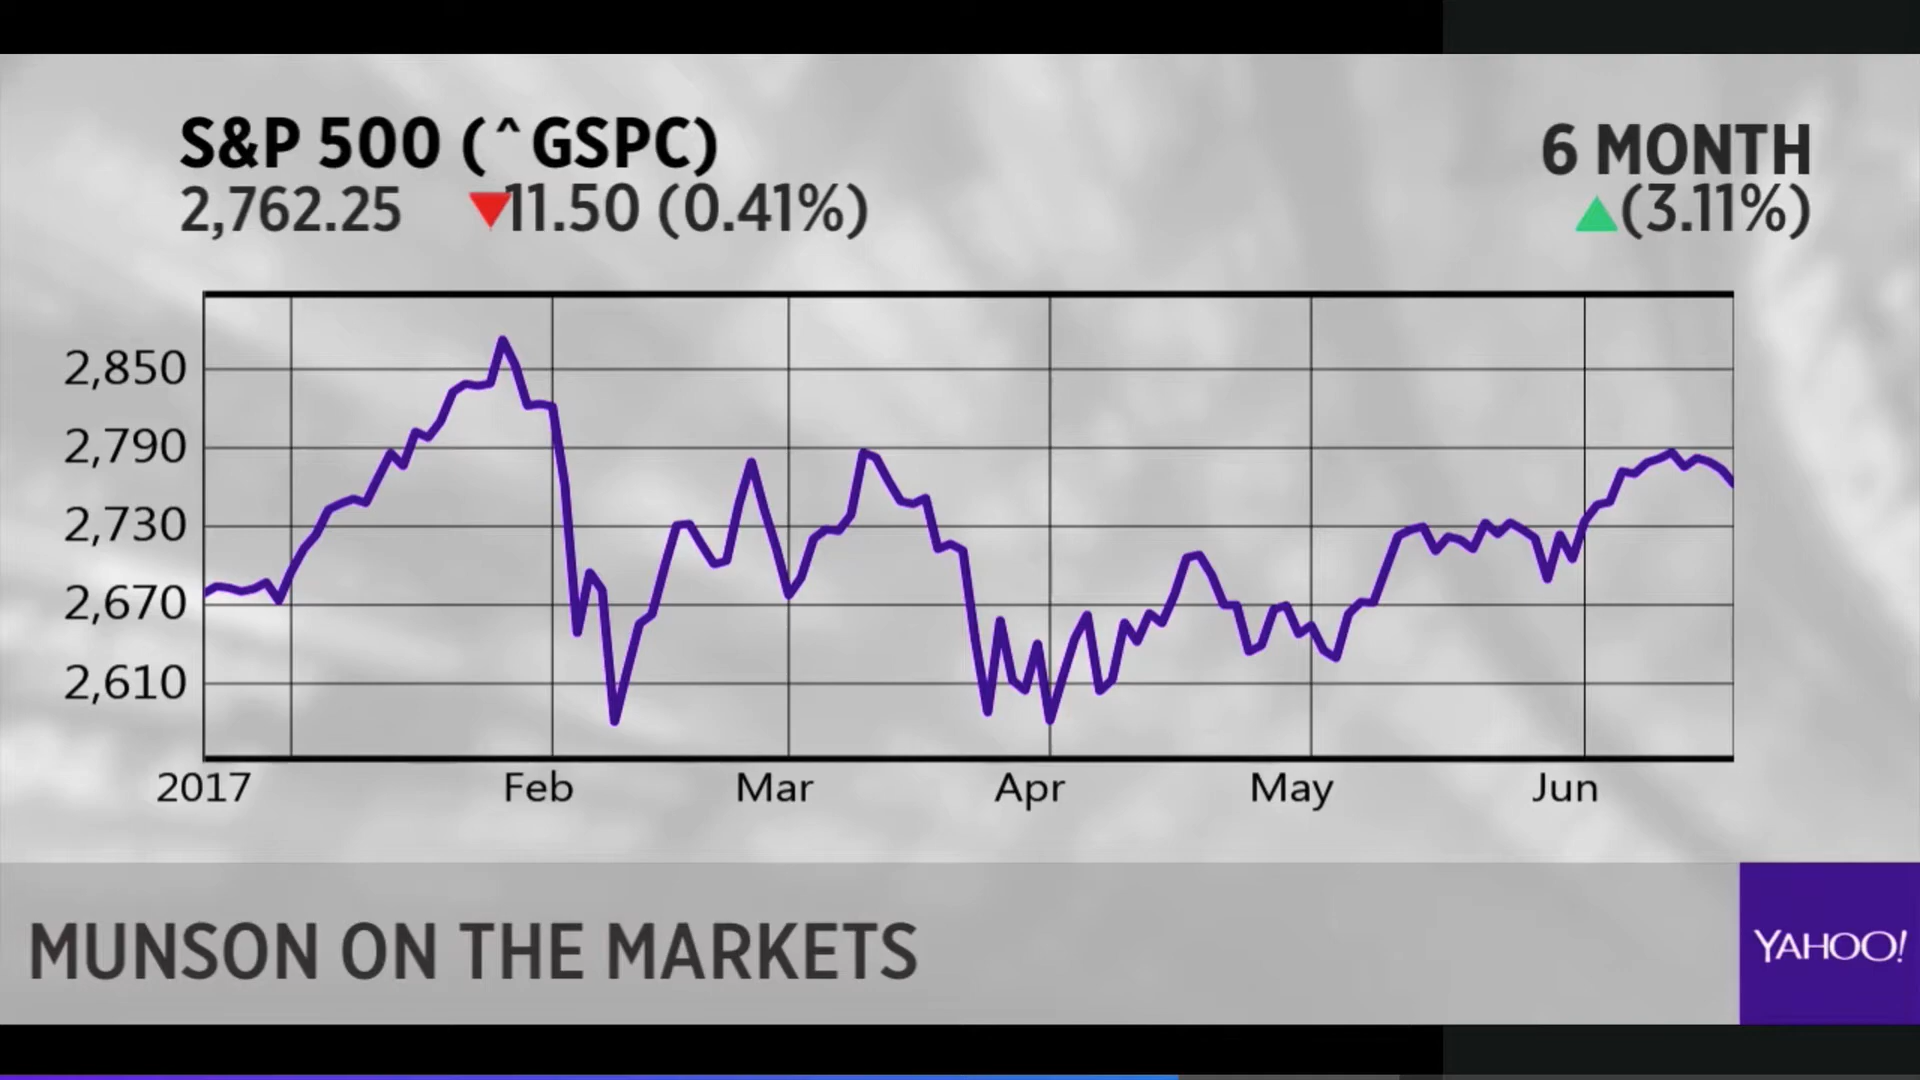 S&P 500 (^GSPC)
2,762.25 ▼11.50 (0.41%)
6 MONTH
▲(3.11%)
2,850
2,790
2,730
2,670
2,610
2017 Feb Mar Apr May Jun
MUNSON ON THE MARKETS
YAHOO!